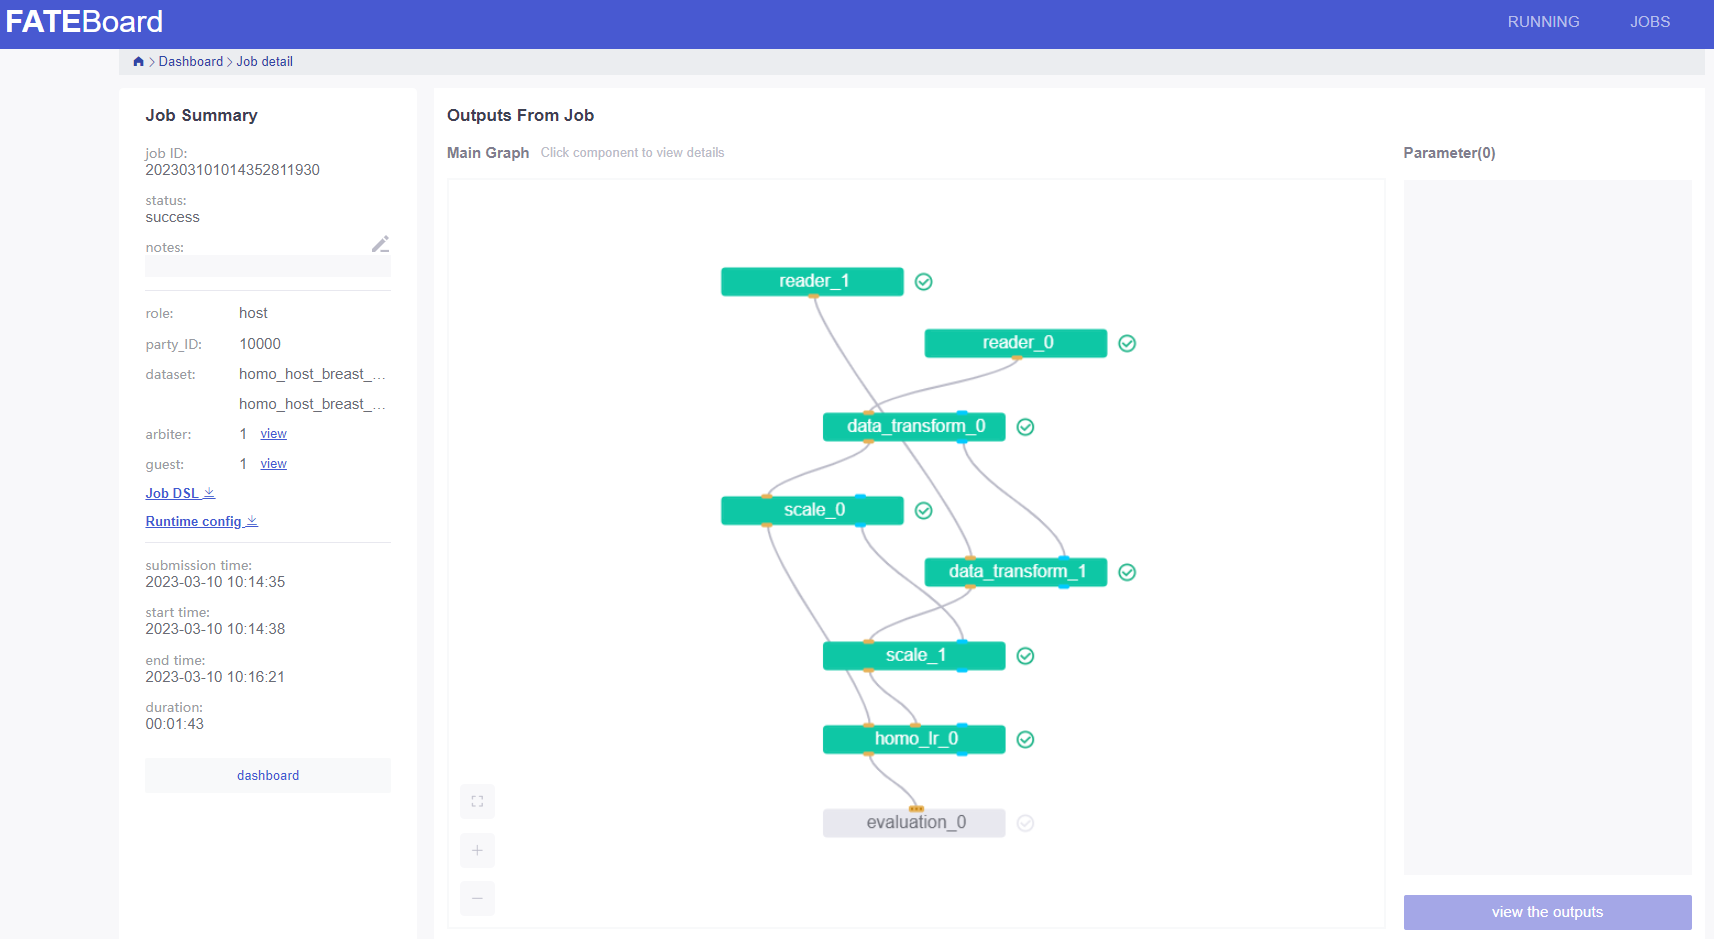 FATEBoard
RUNNING JOBS
Dashboard > Job detail
Job Summary
job ID:
202303101014352811930
status:
success
notes:
role: host
party_ID: 10000
dataset: homo_host_breast_...
homo_host_breast_...
arbiter: 1 view
guest: 1 view
Job DSL
Runtime config
submission time:
2023-03-10 10:14:35
start time:
2023-03-10 10:14:38
end time:
2023-03-10 10:16:21
duration:
00:01:43
dashboard
Outputs From Job
Main Graph Click component to view details
reader_1
reader_0
data_transform_0
scale_0
data_transform_1
scale_1
homo_lr_0
evaluation_0
Parameter(0)
view the outputs